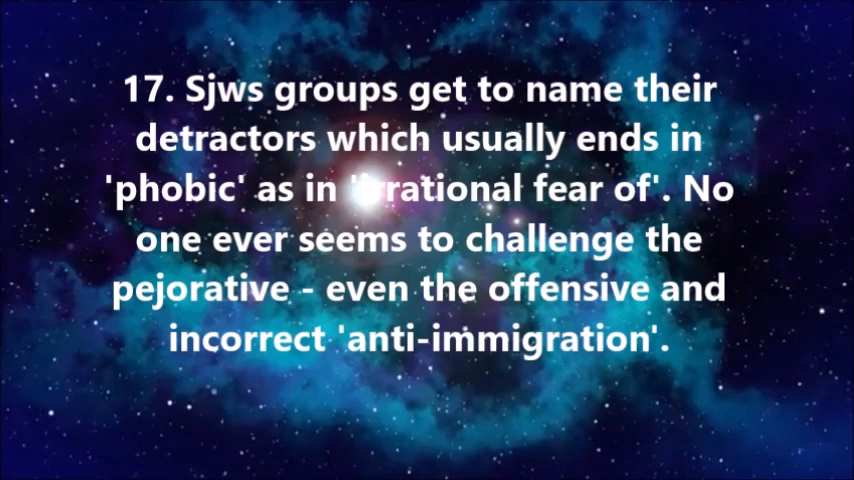 17. Sjws groups get to name their
detractors which usually ends in
'phobic' as in 'irrational fear of'. No
one ever seems to challenge the
pejorative - even the offensive and
incorrect 'anti-immigration'.